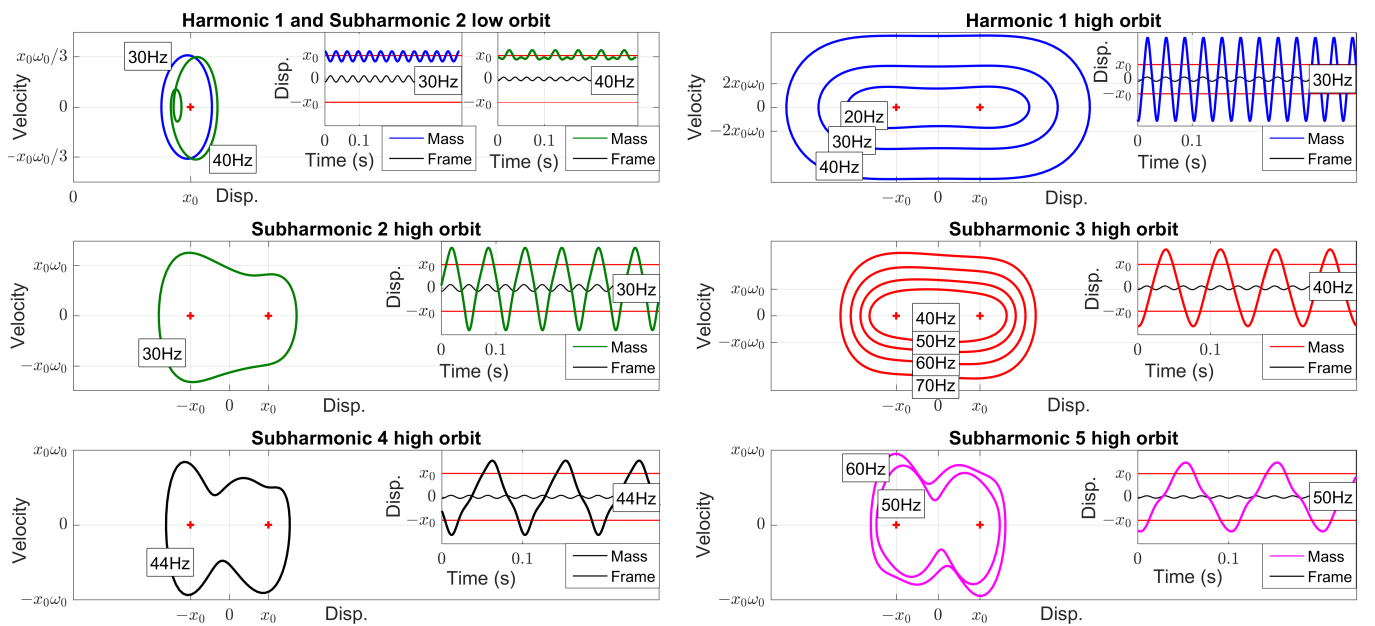 Harmonic 1 and Subharmonic 2 low orbit
Velocity
x₀ω₀/3
0
-x₀ω₀/3
30Hz
40Hz
0
x₀
Disp.
Disp.
x₀
0
−x₀
30Hz
0
0.1
Time (s)
Mass
Frame
x₀
0
−x₀
40Hz
0
0.1
Time (s)
Mass
Frame
Harmonic 1 high orbit
Velocity
2x₀ω₀
0
−2x₀ω₀
20Hz
30Hz
40Hz
−x₀
0
x₀
Disp.
Disp.
x₀
0
−x₀
30Hz
0
0.1
Time (s)
Mass
Frame
Subharmonic 2 high orbit
Velocity
x₀ω₀
0
−x₀ω₀
30Hz
−x₀
0
x₀
Disp.
Disp.
x₀
0
−x₀
30Hz
0
0.1
Time (s)
Mass
Frame
Subharmonic 3 high orbit
Velocity
x₀ω₀
0
−x₀ω₀
40Hz
50Hz
60Hz
70Hz
−x₀
0
x₀
Disp.
Disp.
x₀
0
−x₀
40Hz
0
0.1
Time (s)
Mass
Frame
Subharmonic 4 high orbit
Velocity
x₀ω₀
0
−x₀ω₀
44Hz
−x₀
0
x₀
Disp.
Disp.
x₀
0
−x₀
44Hz
0
0.1
Time (s)
Mass
Frame
Subharmonic 5 high orbit
Velocity
x₀ω₀
0
−x₀ω₀
60Hz
50Hz
−x₀
0
x₀
Disp.
Disp.
x₀
0
−x₀
50Hz
0
0.1
Time (s)
Mass
Frame